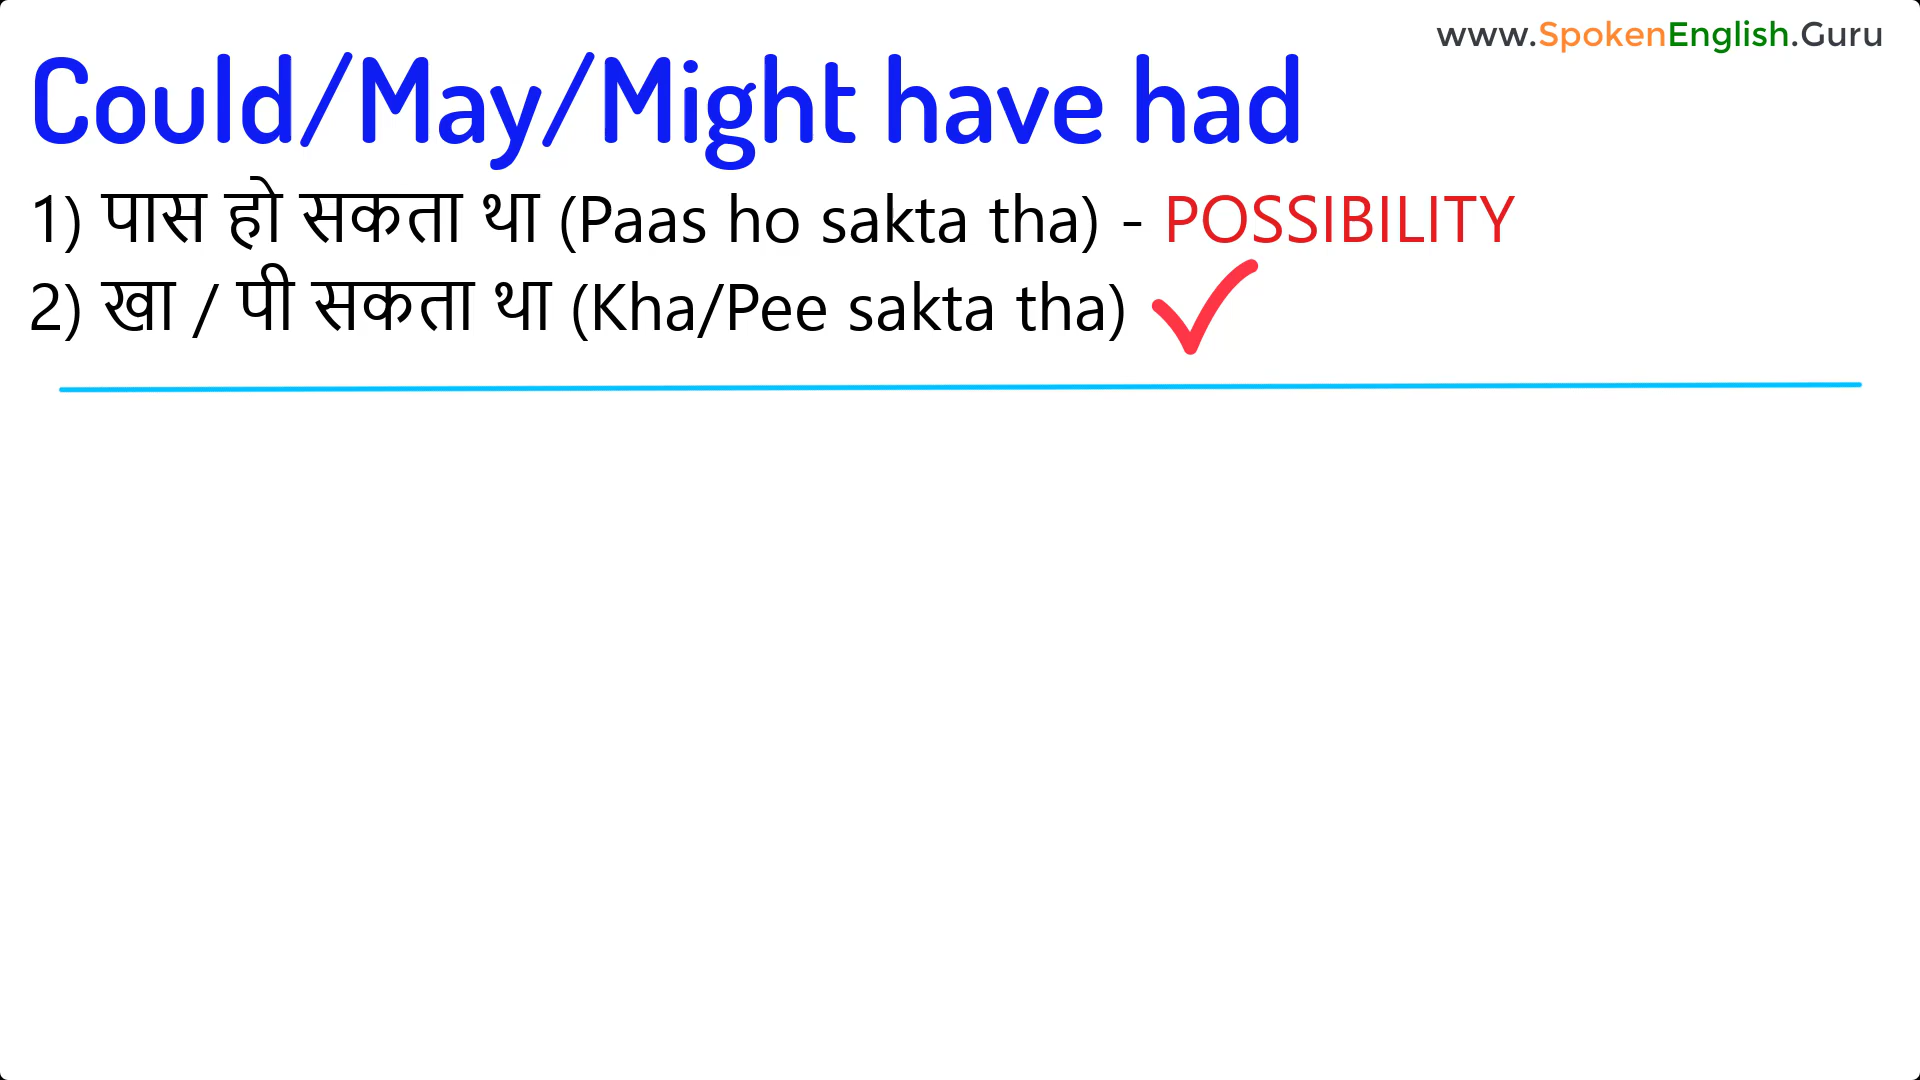 www.SpokenEnglish.Guru
Could/May/Might have had
1) पास हो सकता था (Paas ho sakta tha) - POSSIBILITY
2) खा / पी सकता था (Kha/Pee sakta tha)